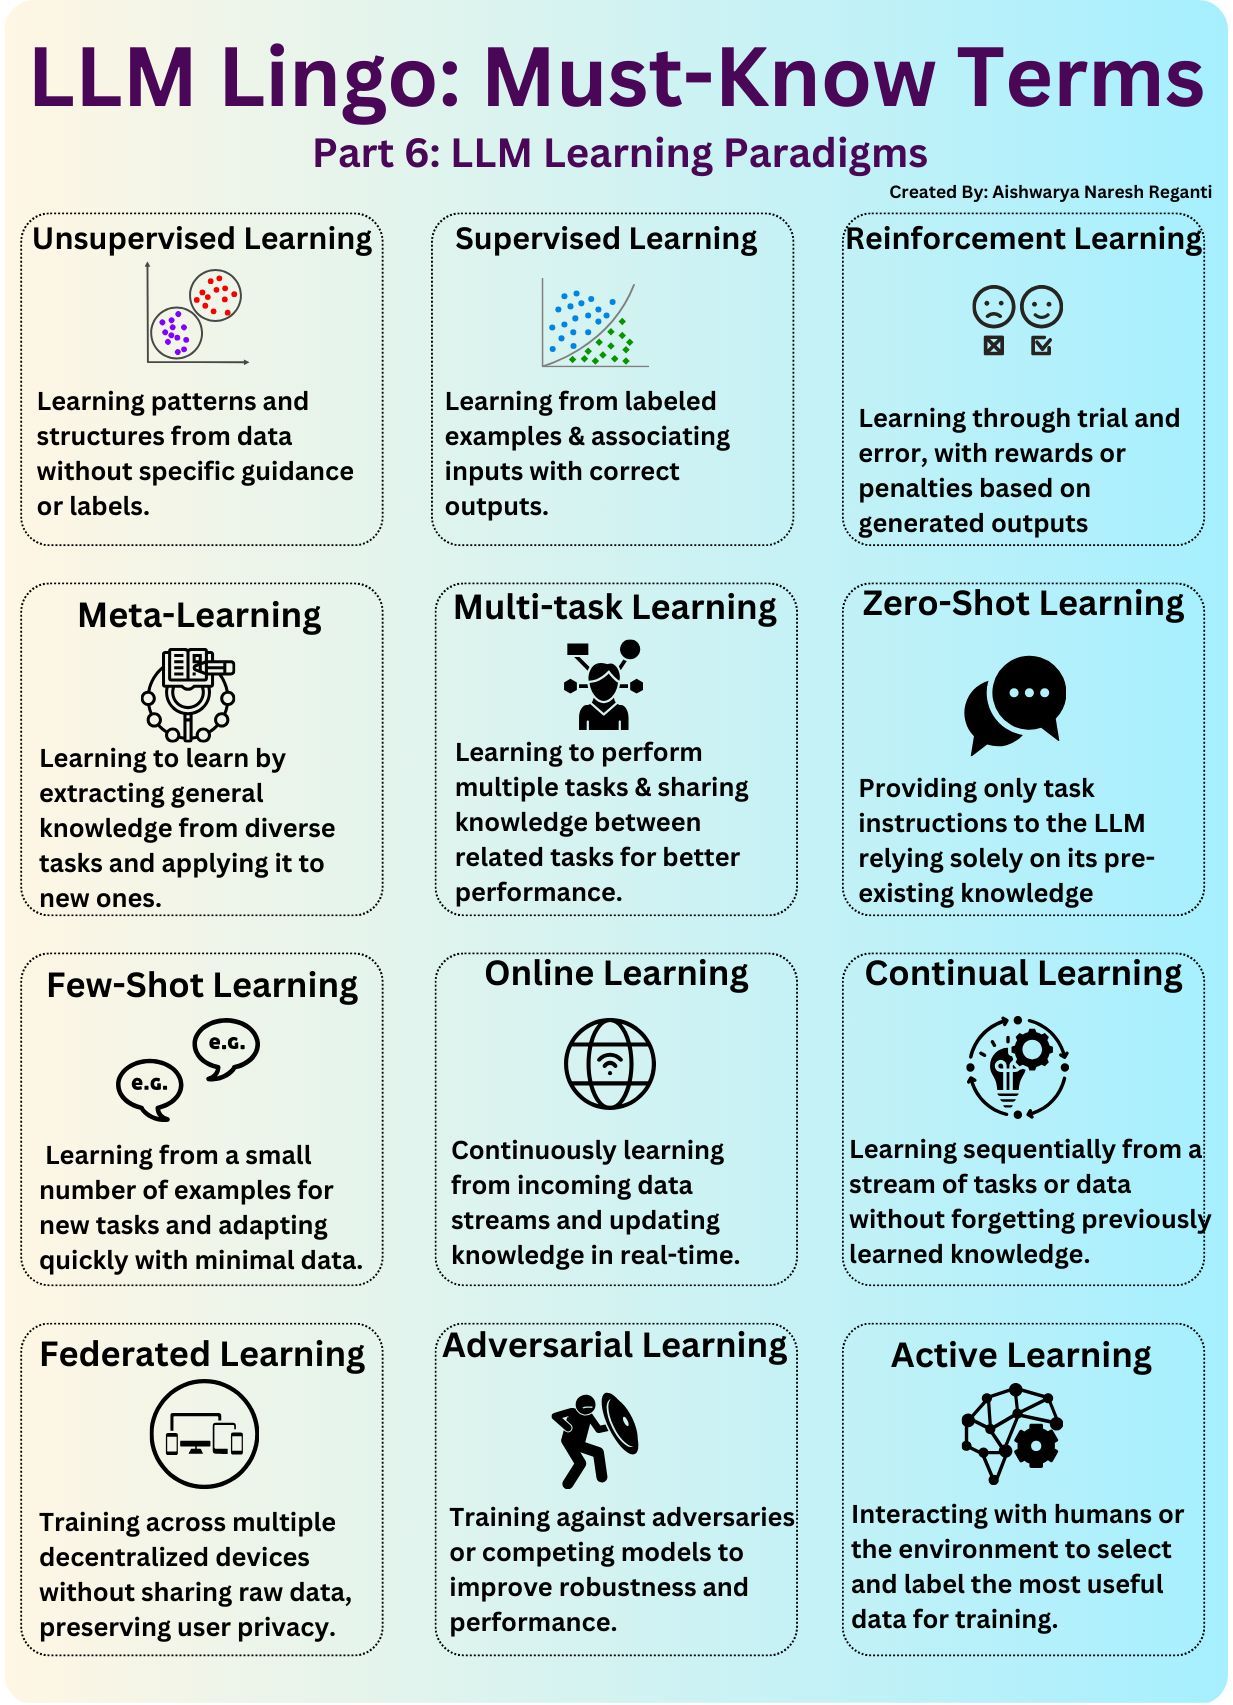 LLM Lingo: Must-Know Terms
Part 6: LLM Learning Paradigms
Created By: Aishwarya Naresh Reganti
Unsupervised Learning
Learning patterns and
structures from data
without specific guidance
or labels.
Supervised Learning
Learning from labeled
examples & associating
inputs with correct
outputs.
Reinforcement Learning
Learning through trial and
error, with rewards or
penalties based on
generated outputs
Meta-Learning
Learning to learn by
extracting general
knowledge from diverse
tasks and applying it to
new ones.
Multi-task Learning
Learning to perform
multiple tasks & sharing
knowledge between
related tasks for better
performance.
Zero-Shot Learning
Providing only task
instructions to the LLM
relying solely on its pre-
existing knowledge
Few-Shot Learning
e.G.
e.G.
Learning from a small
number of examples for
new tasks and adapting
quickly with minimal data.
Online Learning
Continuously learning
from incoming data
streams and updating
knowledge in real-time.
Continual Learning
Learning sequentially from a
stream of tasks or data
without forgetting previously
learned knowledge.
Federated Learning
Training across multiple
decentralized devices
without sharing raw data,
preserving user privacy.
Adversarial Learning
Training against adversaries
or competing models to
improve robustness and
performance.
Active Learning
Interacting with humans or
the environment to select
and label the most useful
data for training.